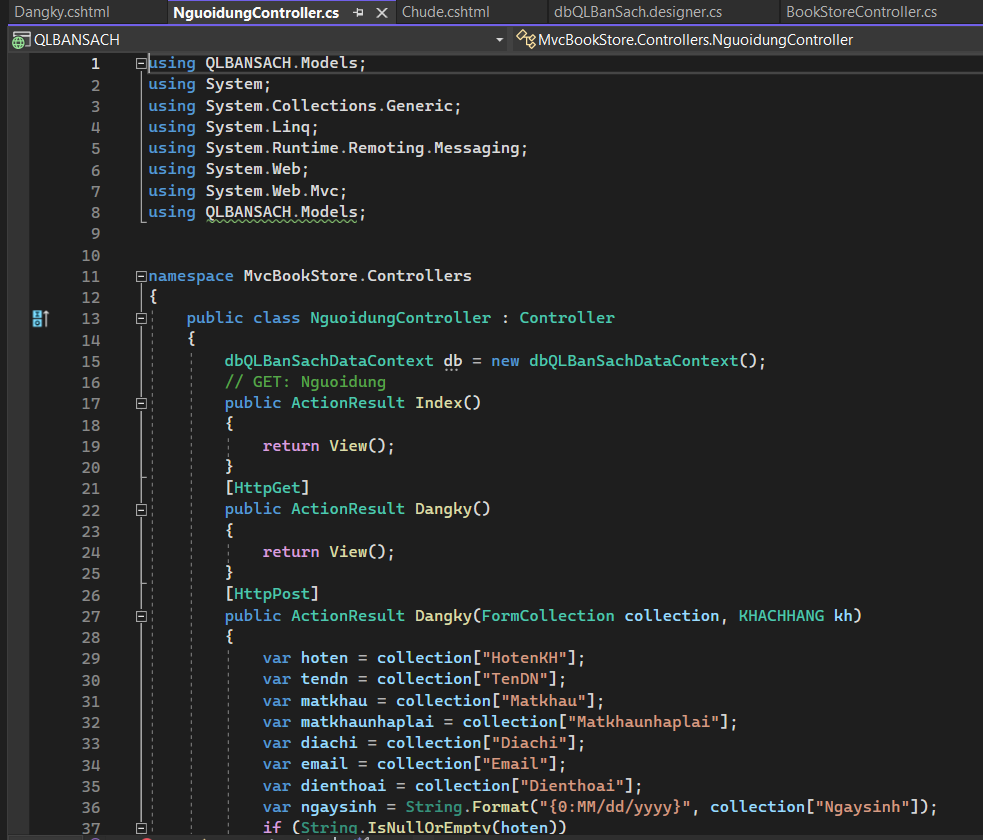 Dangky.cshtml NguoidungController.cs Chude.cshtml dbQLBanSach.designer.cs BookStoreController.cs
QLBANSACH MvcBookStore.Controllers.NguoidungController
1 using QLBANSACH.Models;
2 using System;
3 using System.Collections.Generic;
4 using System.Linq;
5 using System.Runtime.Remoting.Messaging;
6 using System.Web;
7 using System.Web.Mvc;
8 using QLBANSACH.Models;
9
10
11 namespace MvcBookStore.Controllers
12 {
13 public class NguoidungController : Controller
14 {
15 dbQLBanSachDataContext db = new dbQLBanSachDataContext();
16 // GET: Nguoidung
17 public ActionResult Index()
18 {
19 return View();
20 }
21 [HttpGet]
22 public ActionResult Dangky()
23 {
24 return View();
25 }
26 [HttpPost]
27 public ActionResult Dangky(FormCollection collection, KHACHHANG kh)
28 {
29 var hoten = collection["HotenKH"];
30 var tendn = collection["TenDN"];
31 var matkhau = collection["Matkhau"];
32 var matkhaunhaplai = collection["Matkhaunhaplai"];
33 var diachi = collection["Diachi"];
34 var email = collection["Email"];
35 var dienthoai = collection["Dienthoai"];
36 var ngaysinh = String.Format("{0:MM/dd/yyyy}", collection["Ngaysinh"]);
37 if (String.IsNullOrEmpty(hoten))